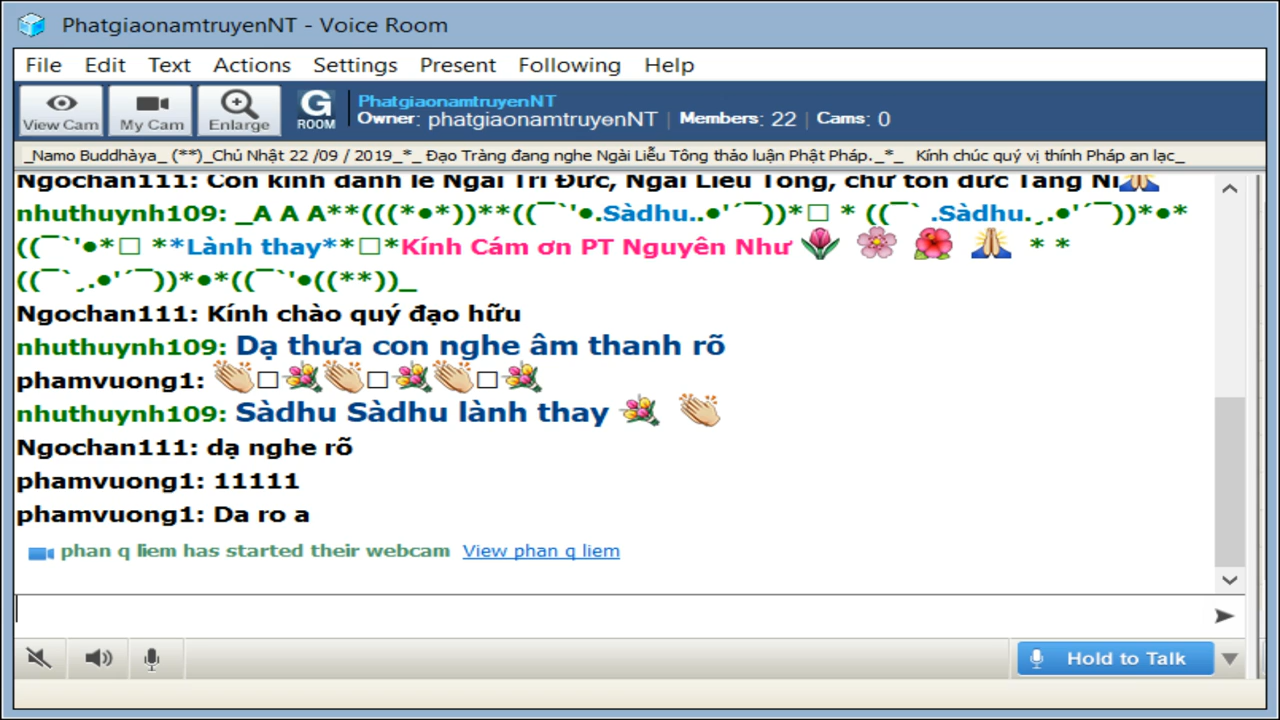 PhatgiaonamtruyenNT - Voice Room
File Edit Text Actions Settings Present Following Help
View Cam My Cam Enlarge G ROOM
PhatgiaonamtruyenNT
Owner: phatgiaonamtruyenNT | Members: 22 | Cams: 0
_Namo Buddhàya_ (**)_Chủ Nhật 22 /09 / 2019_*_ Đạo Tràng đang nghe Ngài Liễu Tông thảo luận Phật Pháp._*_ Kính chúc quý vị thính Pháp an lạc_
Ngochan111: Con kính đảnh lễ Ngài Trí Đức, Ngài Liễu Tông, chư tôn đức Tăng Ni🙏
nhuthuynh109: _A A A**(((*●*))**((¯`'●.Sàdhu..●'´¯))*□ * ((¯` .Sàdhu.¸.●'´¯))*●*
((¯`'●*□ **Lành thay**□*Kính Cám ơn PT Nguyên Như 🌷 🌸 🌺 🙏 * *
((¯`¸.●'´¯))*●*((¯`'●((**))_
Ngochan111: Kính chào quý đạo hữu
nhuthuynh109: Dạ thưa con nghe âm thanh rõ
phamvuong1: 👏□💐👏□💐👏□💐
nhuthuynh109: Sàdhu Sàdhu lành thay 💐 👏
Ngochan111: dạ nghe rõ
phamvuong1: 11111
phamvuong1: Da ro a
phan q liem has started their webcam View phan q liem
Hold to Talk